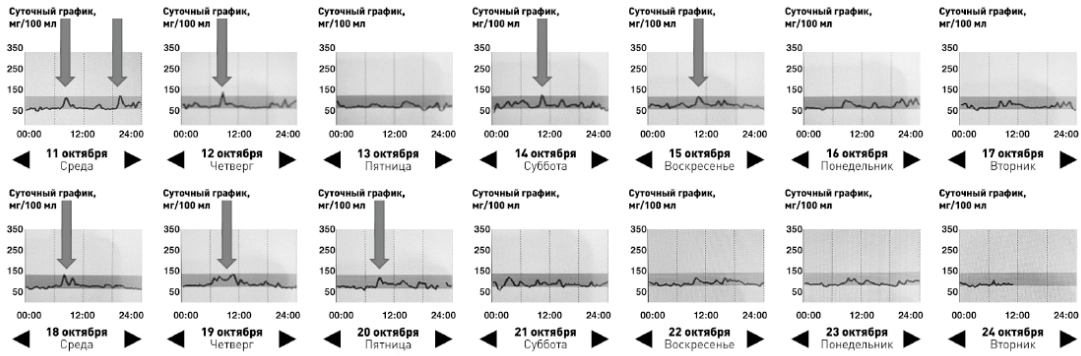 Суточный график, Суточный график, Суточный график, Суточный график, Суточный график, Суточный график, Суточный график,
мг/100 мл мг/100 мл мг/100 мл мг/100 мл мг/100 мл мг/100 мл мг/100 мл
350 350 350 350 350 350 350
250 250 250 250 250 250 250
150 150 150 150 150 150 150
50 50 50 50 50 50 50
00:00 12:00 24:00 00:00 12:00 24:00 00:00 12:00 24:00 00:00 12:00 24:00 00:00 12:00 24:00 00:00 12:00 24:00 00:00 12:00 24:00
11 октября 12 октября 13 октября 14 октября 15 октября 16 октября 17 октября
Среда Четверг Пятница Суббота Воскресенье Понедельник Вторник
Суточный график, Суточный график, Суточный график, Суточный график, Суточный график, Суточный график, Суточный график,
мг/100 мл мг/100 мл мг/100 мл мг/100 мл мг/100 мл мг/100 мл мг/100 мл
350 350 350 350 350 350 350
250 250 250 250 250 250 250
150 150 150 150 150 150 150
50 50 50 50 50 50 50
00:00 12:00 24:00 00:00 12:00 24:00 00:00 12:00 24:00 00:00 12:00 24:00 00:00 12:00 24:00 00:00 12:00 24:00 00:00 12:00 24:00
18 октября 19 октября 20 октября 21 октября 22 октября 23 октября 24 октября
Среда Четверг Пятница Суббота Воскресенье Понедельник Вторник